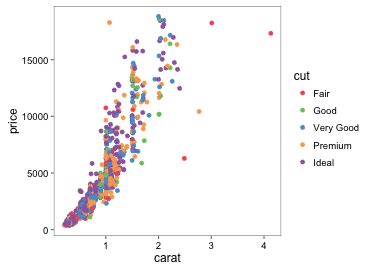 15000
10000
5000
0
price
1
2
3
4
carat
cut
Fair
Good
Very Good
Premium
Ideal